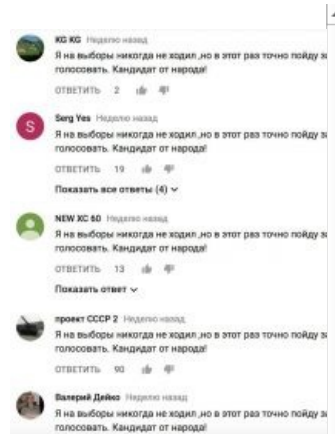 KG KG Неделю назад
Я на выборы никогда не ходил ,но в этот раз точно пойду за
голосовать. Кандидат от народа!
ОТВЕТИТЬ 2
S
Serg Yes Неделю назад
Я на выборы никогда не ходил ,но в этот раз точно пойду за
голосовать. Кандидат от народа!
ОТВЕТИТЬ 19
Показать все ответы (4)
NEW XC 60 Неделю назад
Я на выборы никогда не ходил ,но в этот раз точно пойду за
голосовать. Кандидат от народа!
ОТВЕТИТЬ 13
Показать ответ
проект СССР 2 Неделю назад
Я на выборы никогда не ходил ,но в этот раз точно пойду за
голосовать. Кандидат от народа!
ОТВЕТИТЬ 90
Валерий Дейко Неделю назад
Я на выборы никогда не ходил ,но в этот раз точно пойду за
голосовать. Кандидат от народа!